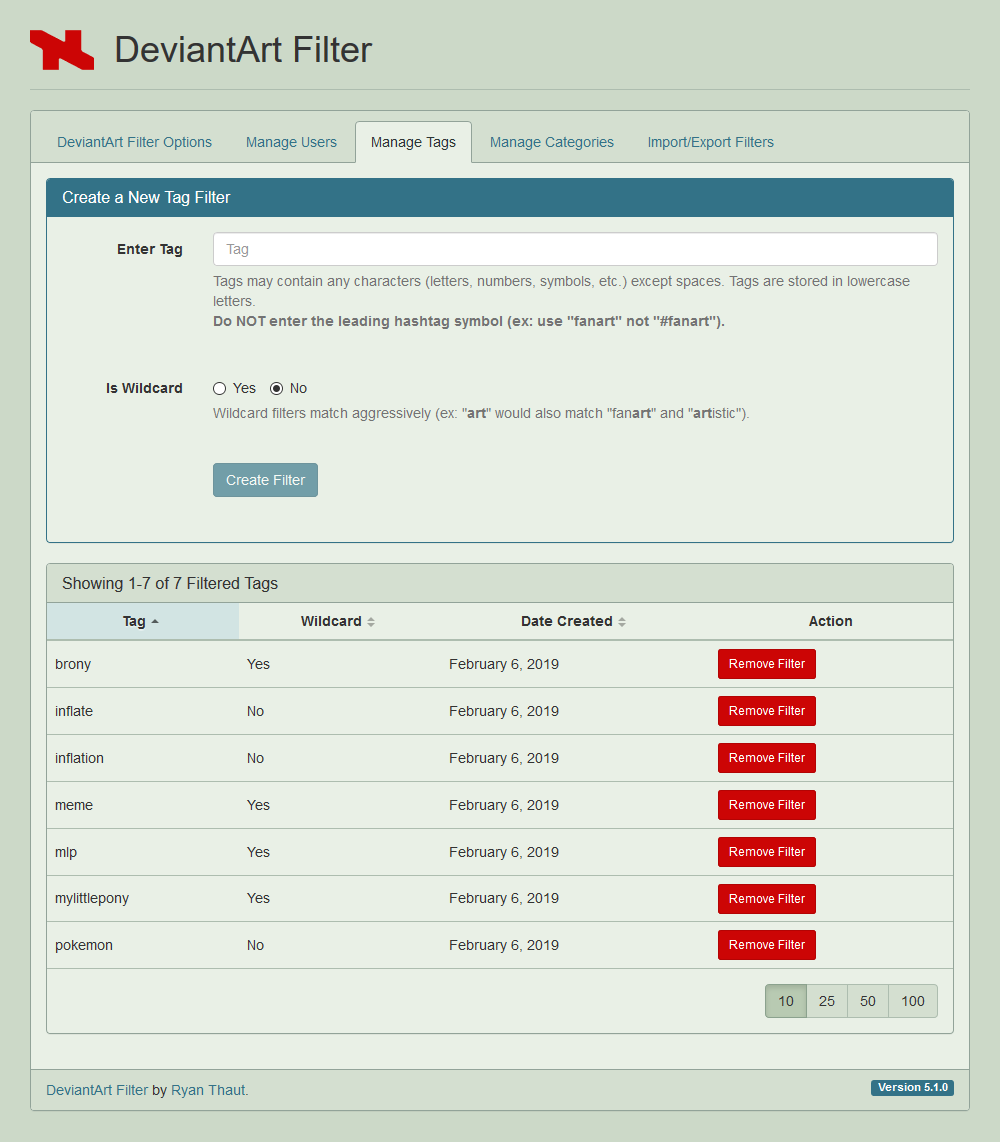 DeviantArt Filter
DeviantArt Filter Options Manage Users Manage Tags Manage Categories Import/Export Filters
Create a New Tag Filter
Enter Tag Tag
Tags may contain any characters (letters, numbers, symbols, etc.) except spaces. Tags are stored in lowercase
letters.
Do NOT enter the leading hashtag symbol (ex: use "fanart" not "#fanart").
Is Wildcard Yes No
Wildcard filters match aggressively (ex: "art" would also match "fanart" and "artistic").
Create Filter
Showing 1-7 of 7 Filtered Tags
Tag Wildcard Date Created Action
brony Yes February 6, 2019 Remove Filter
inflate No February 6, 2019 Remove Filter
inflation No February 6, 2019 Remove Filter
meme Yes February 6, 2019 Remove Filter
mlp Yes February 6, 2019 Remove Filter
mylittlepony Yes February 6, 2019 Remove Filter
pokemon No February 6, 2019 Remove Filter
10 25 50 100
DeviantArt Filter by Ryan Thaut. Version 5.1.0